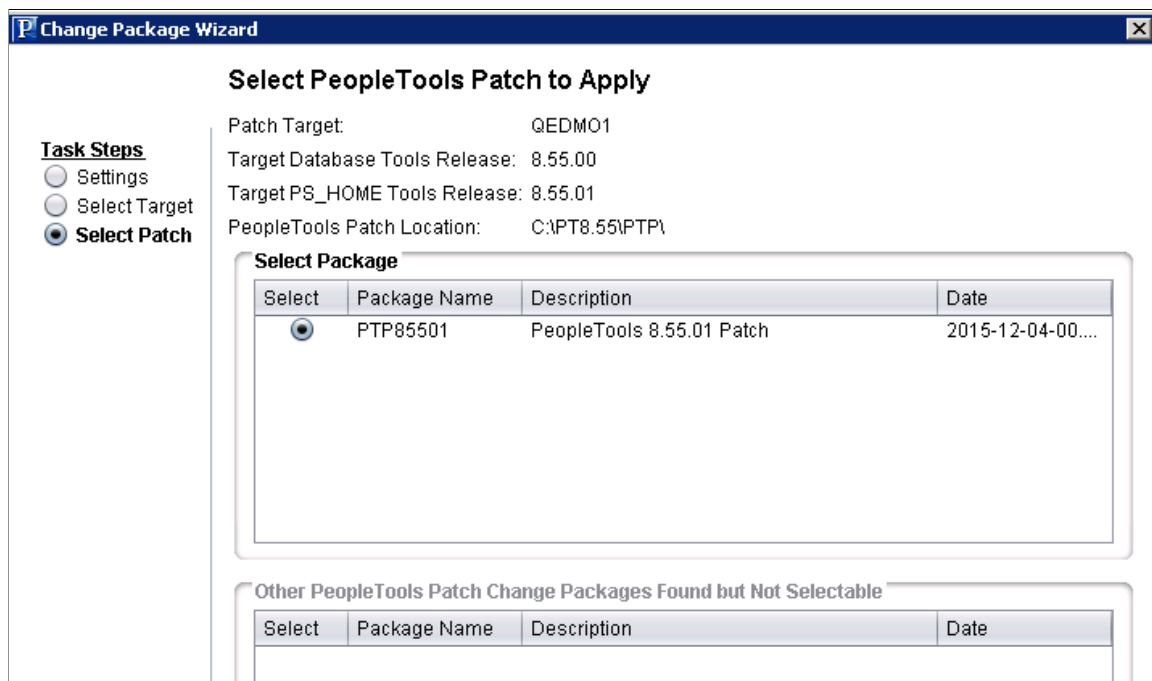 Change Package Wizard
Select PeopleTools Patch to Apply
Task Steps
Settings
Select Target
Select Patch
Patch Target: QEDMO1
Target Database Tools Release: 8.55.00
Target PS_HOME Tools Release: 8.55.01
PeopleTools Patch Location: C:\PT8.55\PTP\
Select Package
Select Package Name Description Date
PTP85501 PeopleTools 8.55.01 Patch 2015-12-04-00....
Other PeopleTools Patch Change Packages Found but Not Selectable
Select Package Name Description Date